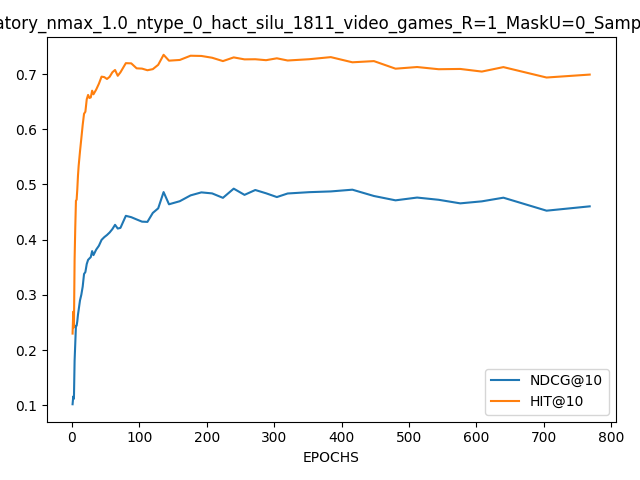 atory_nmax_1.0_ntype_0_hact_silu_1811_video_games_R=1_MaskU=0_Samp
0.7
0.6
0.5
0.4
0.3
0.2
0.1
0 100 200 300 400 500 600 700 800
EPOCHS
NDCG@10
HIT@10